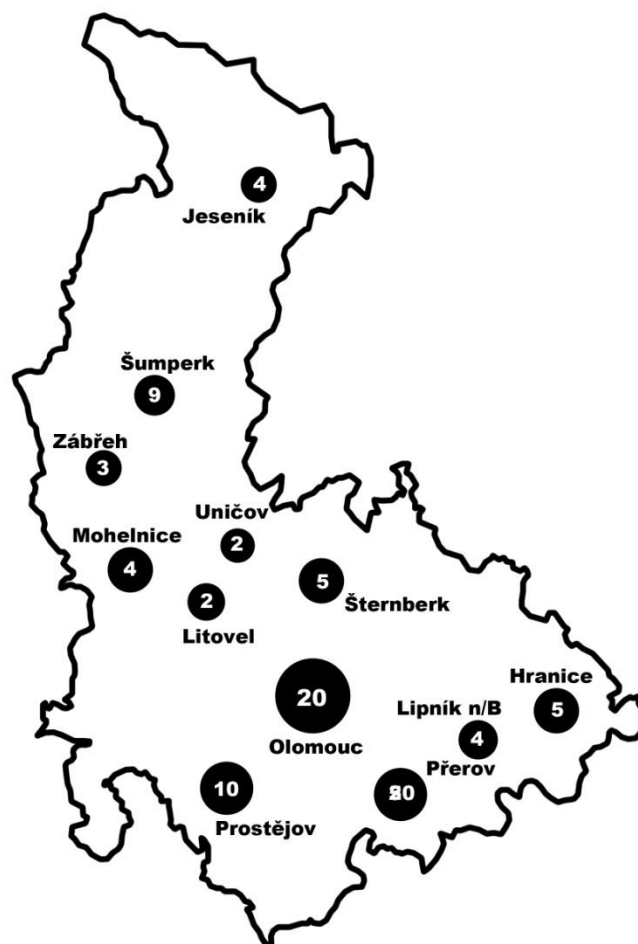 4
Jeseník
Šumperk
9
Zábřeh
3
Uničov
2
Mohelnice
4
5
Šternberk
2
Litovel
Hranice
5
20
Olomouc
Lipník n/B
4
Přerov
10
Prostějov